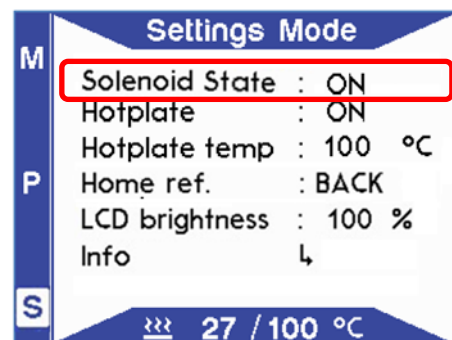 Settings Mode
M
Solenoid State : ON
Hotplate : ON
Hotplate temp : 100 °C
P
Home ref. : BACK
LCD brightness : 100 %
Info ↳
S
27 / 100 °C